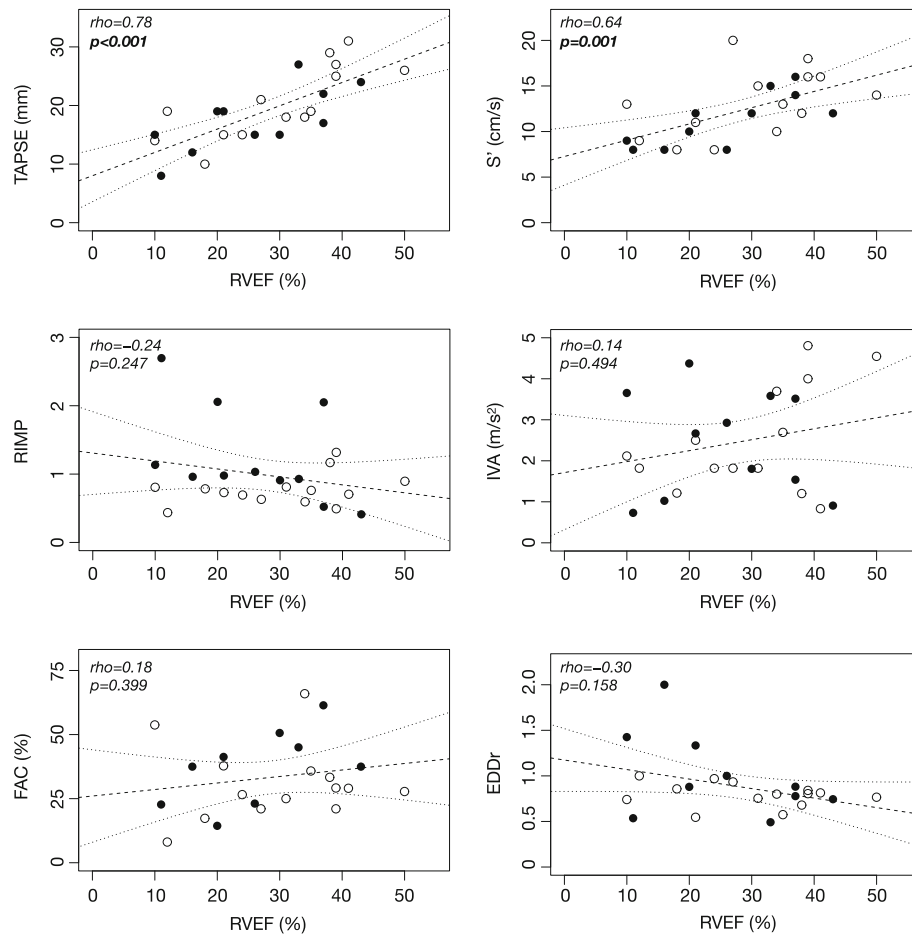 rho=0.78
p<0.001
TAPSE (mm)
0 10 20 30
0 10 20 30 40 50
RVEF (%)
rho=0.64
p=0.001
S' (cm/s)
0 5 10 15 20
0 10 20 30 40 50
RVEF (%)
rho=−0.24
p=0.247
RIMP
0 1 2 3
0 10 20 30 40 50
RVEF (%)
rho=0.14
p=0.494
IVA (m/s²)
0 1 2 3 4 5
0 10 20 30 40 50
RVEF (%)
rho=0.18
p=0.399
FAC (%)
0 25 50 75
0 10 20 30 40 50
RVEF (%)
rho=−0.30
p=0.158
EDDr
0.0 0.5 1.0 1.5 2.0
0 10 20 30 40 50
RVEF (%)